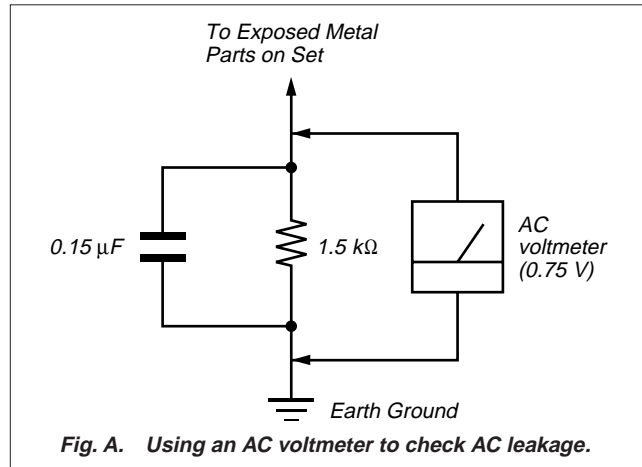 To Exposed Metal
Parts on Set
0.15 μF
1.5 kΩ
AC
voltmeter
(0.75 V)
Earth Ground
Fig. A. Using an AC voltmeter to check AC leakage.